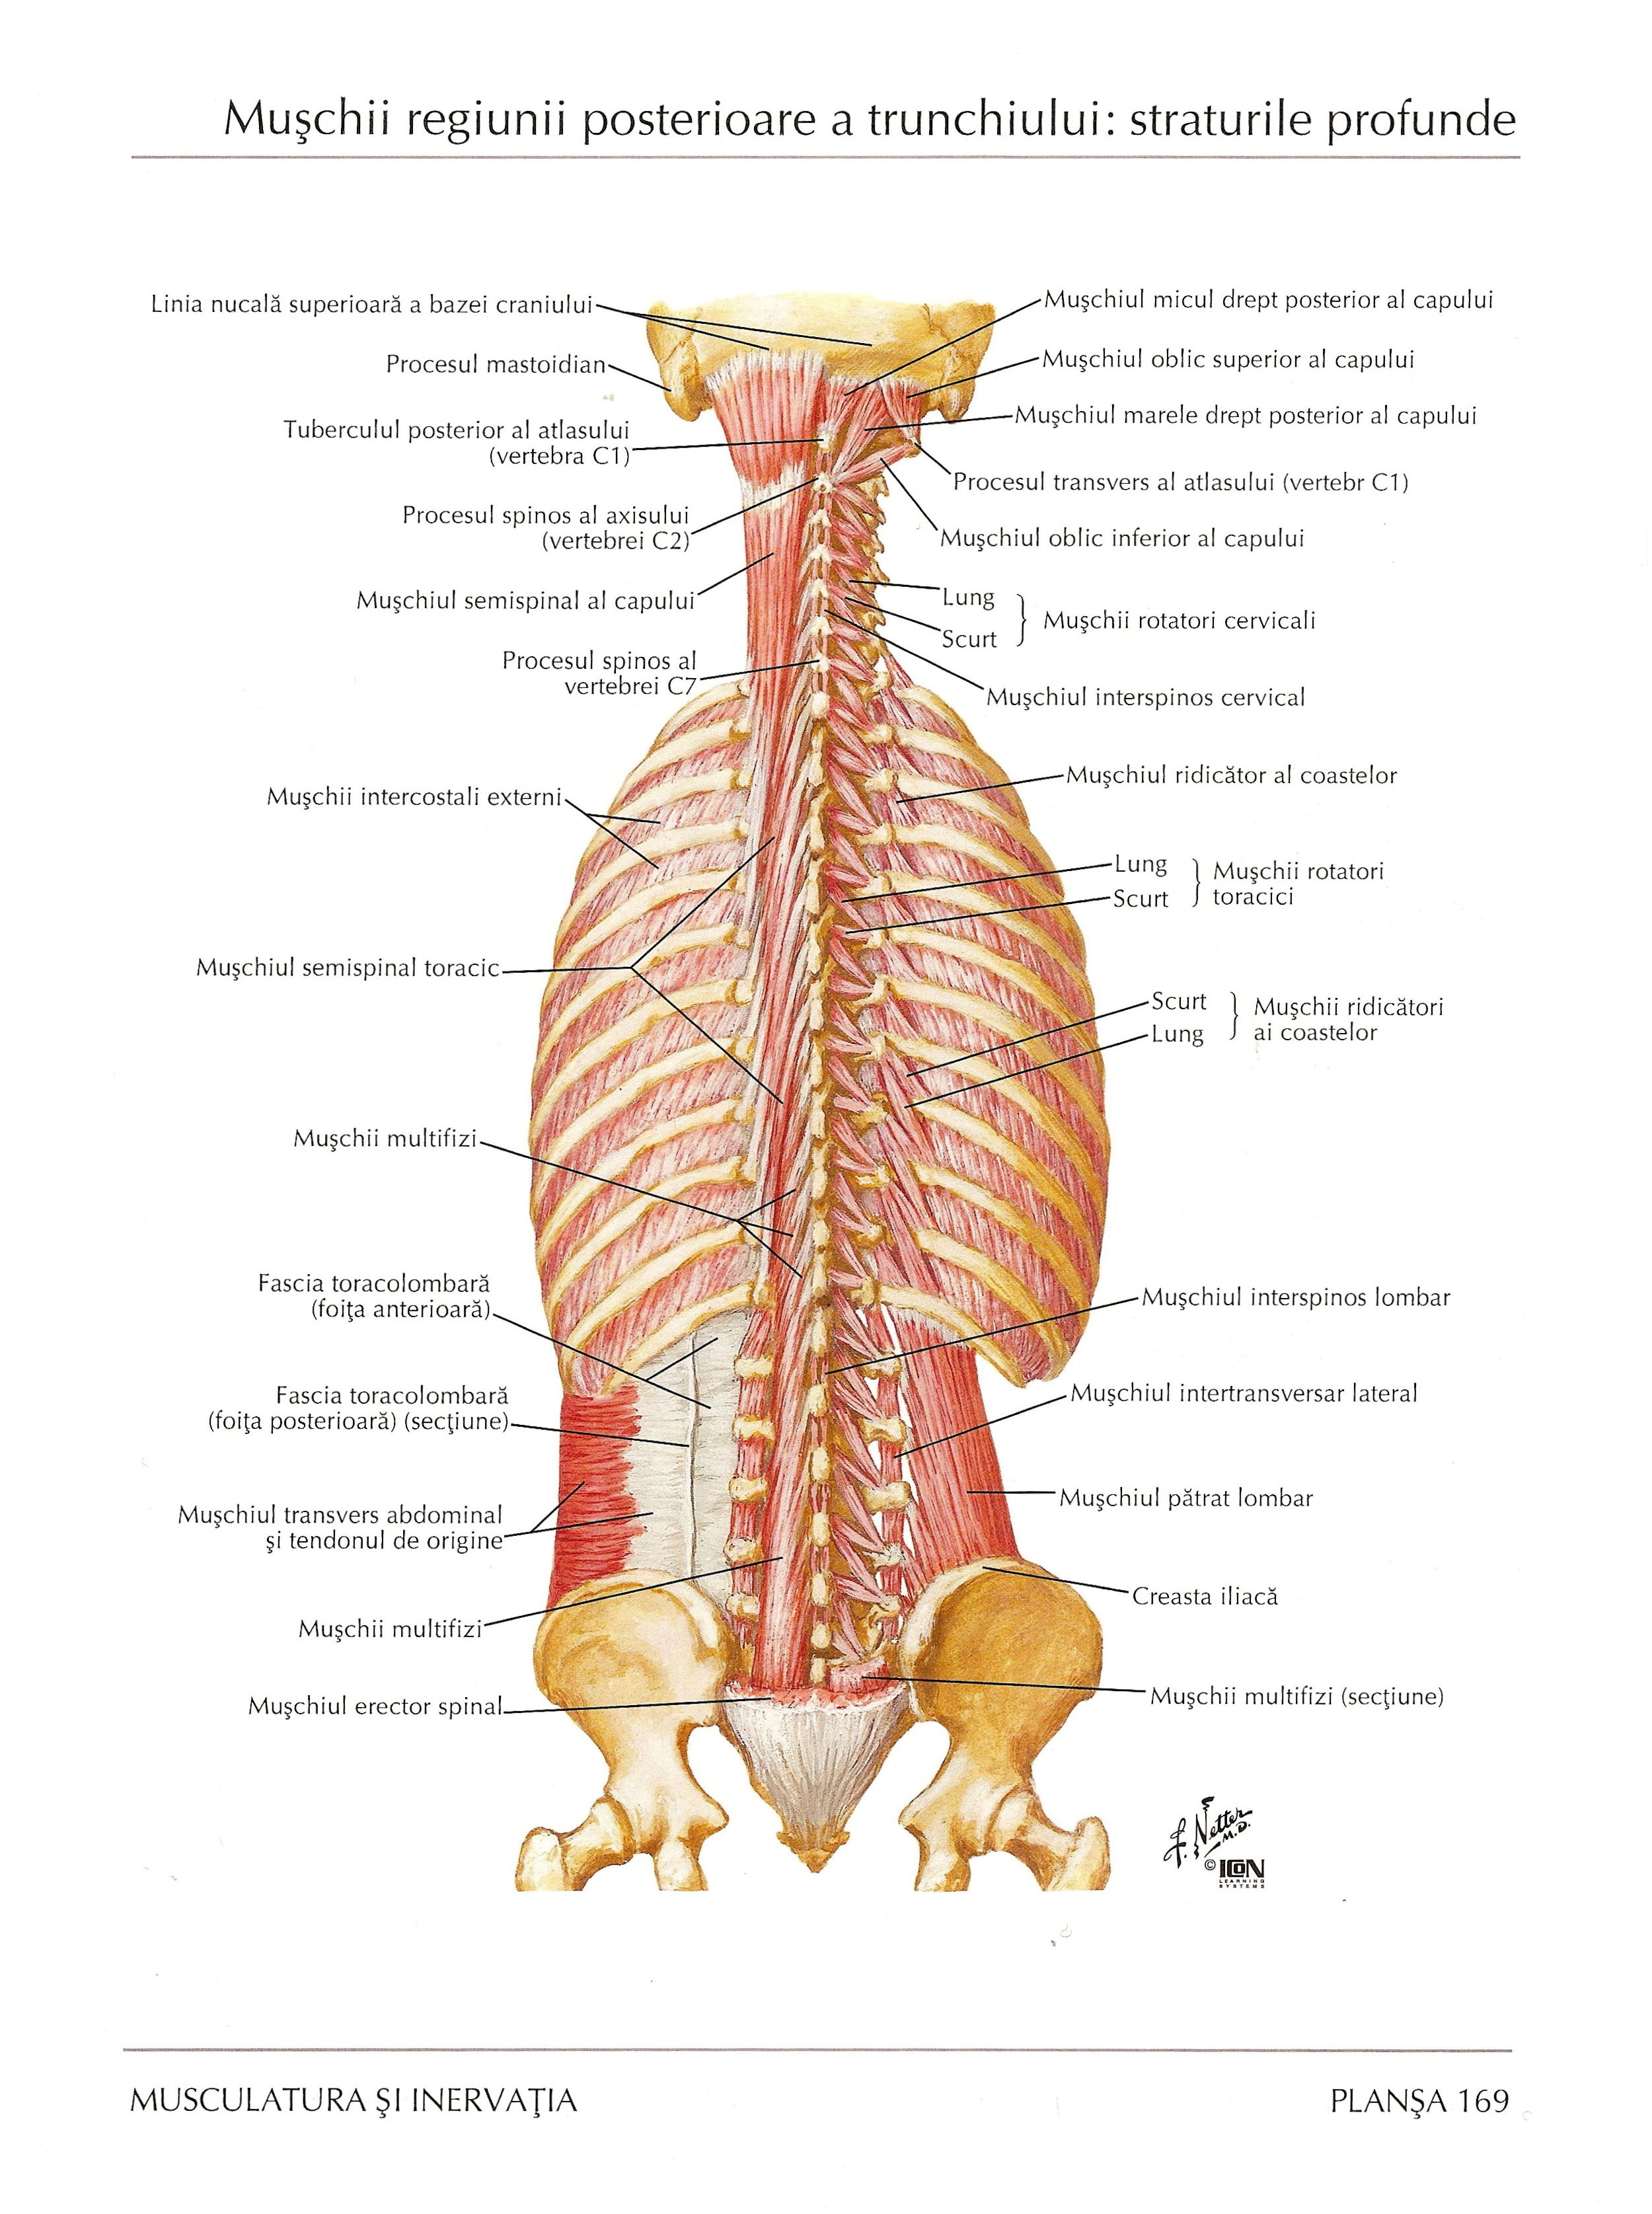 Muşchii regiunii posterioare a trunchiului: straturile profunde
Linia nucală superioară a bazei craniului
Procesul mastoidian
Tuberculul posterior al atlasului
(vertebra C1)
Procesul spinos al axisului
(vertebrei C2)
Muşchiul semispinal al capului
Procesul spinos al
vertebrei C7
Muşchii intercostali externi
Muşchiul semispinal toracic
Muşchii multifizi
Fascia toracolombară
(foiţa anterioară)
Fascia toracolombară
(foiţa posterioară) (secţiune)
Muşchiul transvers abdominal
şi tendonul de origine
Muşchii multifizi
Muşchiul erector spinal
Muşchiul micul drept posterior al capului
Muşchiul oblic superior al capului
Muşchiul marele drept posterior al capului
Procesul transvers al atlasului (vertebr C1)
Muşchiul oblic inferior al capului
Lung
Scurt
Muşchii rotatori cervicali
Muşchiul interspinos cervical
Muşchiul ridicător al coastelor
Lung
Scurt
Muşchii rotatori
toracici
Scurt
Lung
Muşchii ridicători
ai coastelor
Muşchiul interspinos lombar
Muşchiul intertransversar lateral
Muşchiul pătrat lombar
Creasta iliacă
Muşchii multifizi (secţiune)
F. Netter
M.D.
© ICON
LEARNING
SYSTEMS
MUSCULATURA ŞI INERVAŢIA
PLANŞA 169